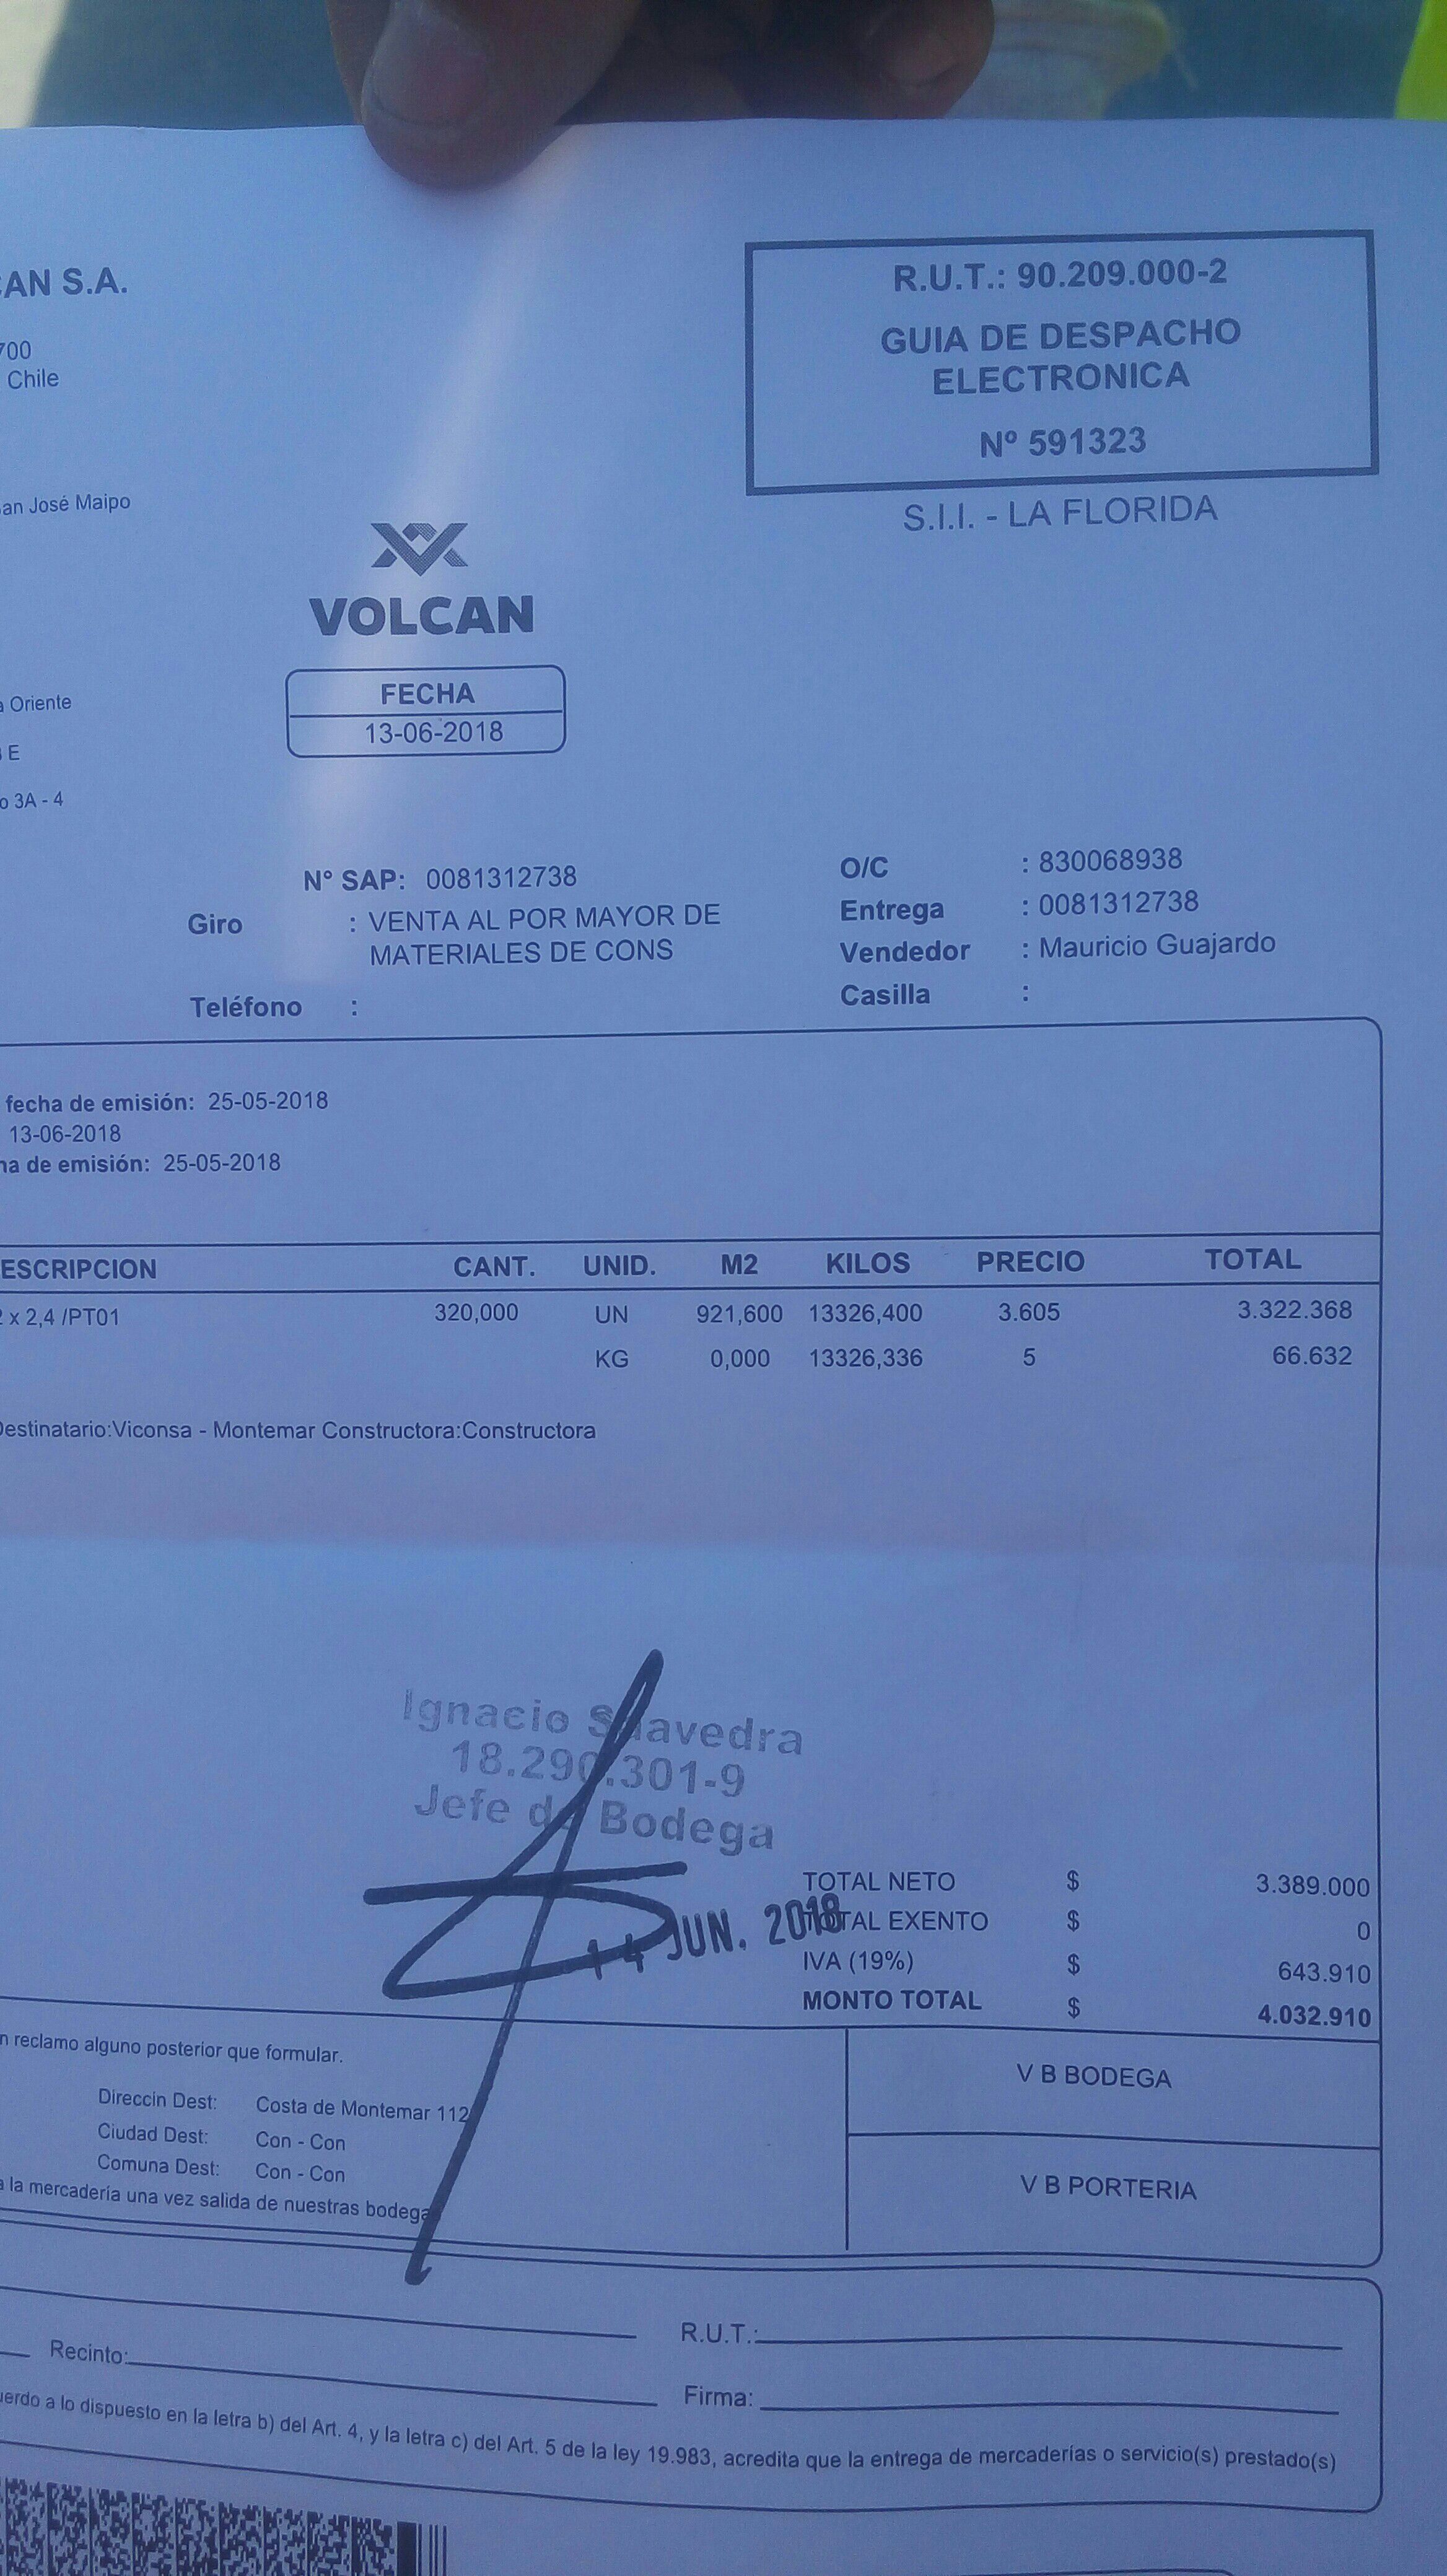 AN S.A.
R.U.T.: 90.209.000-2
GUIA DE DESPACHO
ELECTRONICA
Nº 591323
700
Chile
S.I.I. - LA FLORIDA
an José Maipo
VOLCAN
FECHA
13-06-2018
Oriente
E
o 3A - 4
N° SAP: 0081312738
Giro : VENTA AL POR MAYOR DE
MATERIALES DE CONS
Teléfono :
O/C : 830068938
Entrega : 0081312738
Vendedor : Mauricio Guajardo
Casilla :
fecha de emisión: 25-05-2018
13-06-2018
ha de emisión: 25-05-2018
ESCRIPCION CANT. UNID. M2 KILOS PRECIO TOTAL
x 2,4 /PT01 320,000 UN 921,600 13326,400 3.605 3.322.368
KG 0,000 13326,336 5 66.632
Destinatario:Viconsa - Montemar Constructora:Constructora
Ignacio Saavedra
18.290.301-9
Jefe de Bodega
14 JUN. 2018
TOTAL NETO $ 3.389.000
TOTAL EXENTO $ 0
IVA (19%) $ 643.910
MONTO TOTAL $ 4.032.910
n reclamo alguno posterior que formular.
Direccin Dest: Costa de Montemar 112
Ciudad Dest: Con - Con
Comuna Dest: Con - Con
a la mercadería una vez salida de nuestras bodega
V B BODEGA
V B PORTERIA
R.U.T.:
Recinto:
Firma:
uerdo a lo dispuesto en la letra b) del Art. 4, y la letra c) del Art. 5 de la ley 19.983, acredita que la entrega de mercaderías o servicio(s) prestado(s)